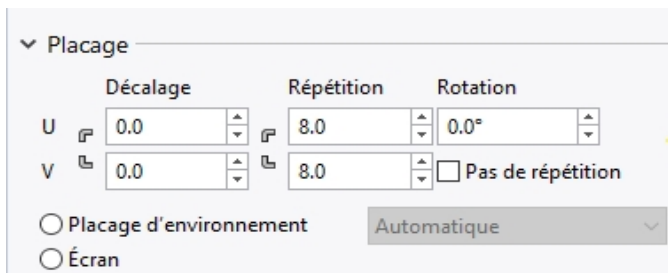 Placage
Décalage Répétition Rotation
U 0.0 8.0 0.0°
V 0.0 8.0 Pas de répétition
Placage d'environnement Automatique
Écran